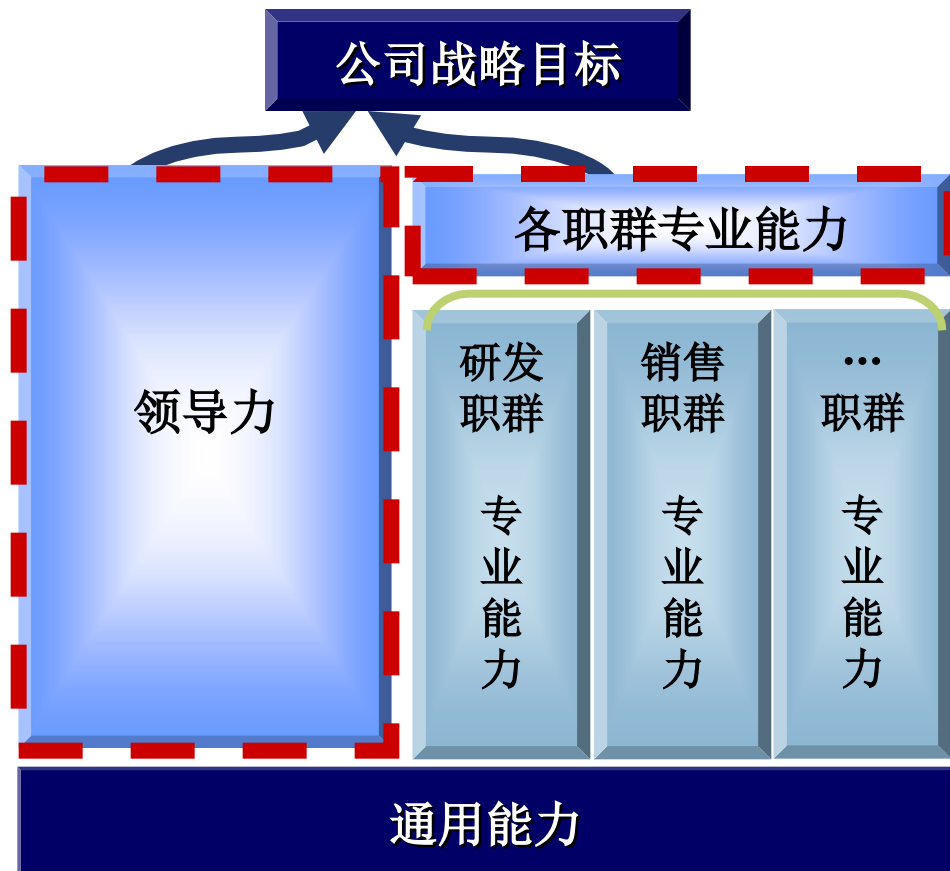 公司战略目标
各职群专业能力
领导力
研发
职群
专
业
能
力
销售
职群
专
业
能
力
…
职群
专
业
能
力
通用能力